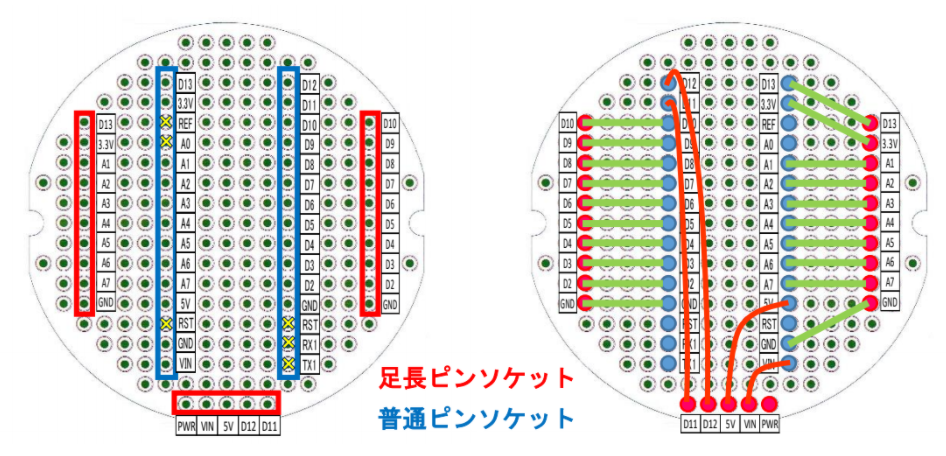 D13
3.3V
REF
A0
A1
A2
A3
A4
A5
A6
A7
5V
RST
GND
VIN
D12
D11
D10
D9
D8
D7
D6
D5
D4
D3
D2
GND
RST
RX1
TX1
D13
3.3V
A1
A2
A3
A4
A5
A6
A7
GND
D10
D9
D8
D7
D6
D5
D4
D3
D2
GND
PWR VIN 5V D12 D11
足長ピンソケット
普通ピンソケット
D10
D9
D8
D7
D6
D5
D4
D3
D2
GND
D12
D11
D10
D9
D8
D7
D6
D5
D4
D3
D2
GND
RST
RX1
TX1
D13
3.3V
REF
A0
A1
A2
A3
A4
A5
A6
A7
5V
RST
GND
VIN
D13
3.3V
A1
A2
A3
A4
A5
A6
A7
GND
D11 D12 5V VIN PWR